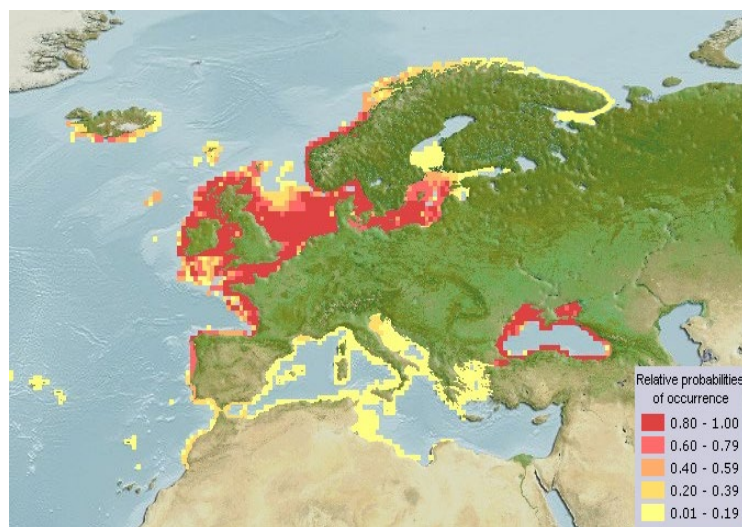 Relative probabilities
of occurrence
0.80 - 1.00
0.60 - 0.79
0.40 - 0.59
0.20 - 0.39
0.01 - 0.19